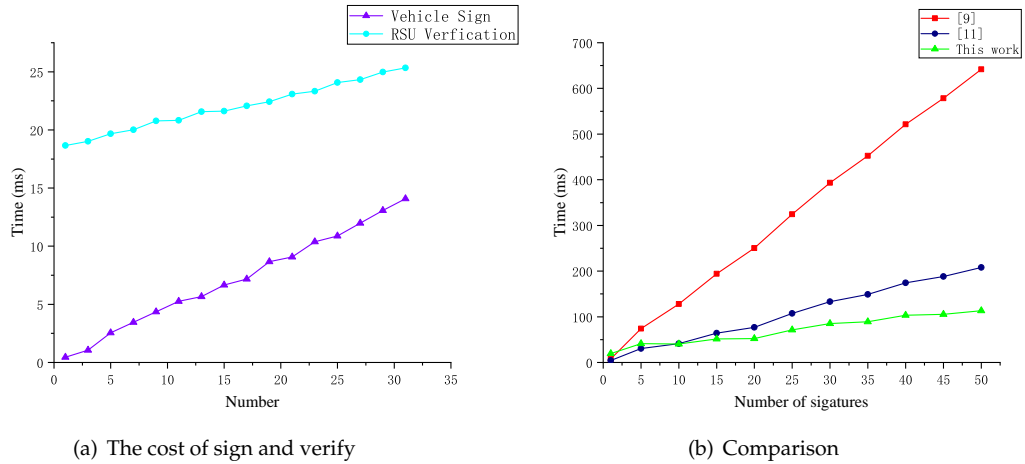 Vehicle Sign
RSU Verfication
25
20
15
10
5
0
Time (ms)
0 5 10 15 20 25 30 35
Number
(a) The cost of sign and verify
[9]
[11]
This work
700
600
500
400
300
200
100
0
Time (ms)
0 5 10 15 20 25 30 35 40 45 50
Number of sigatures
(b) Comparison